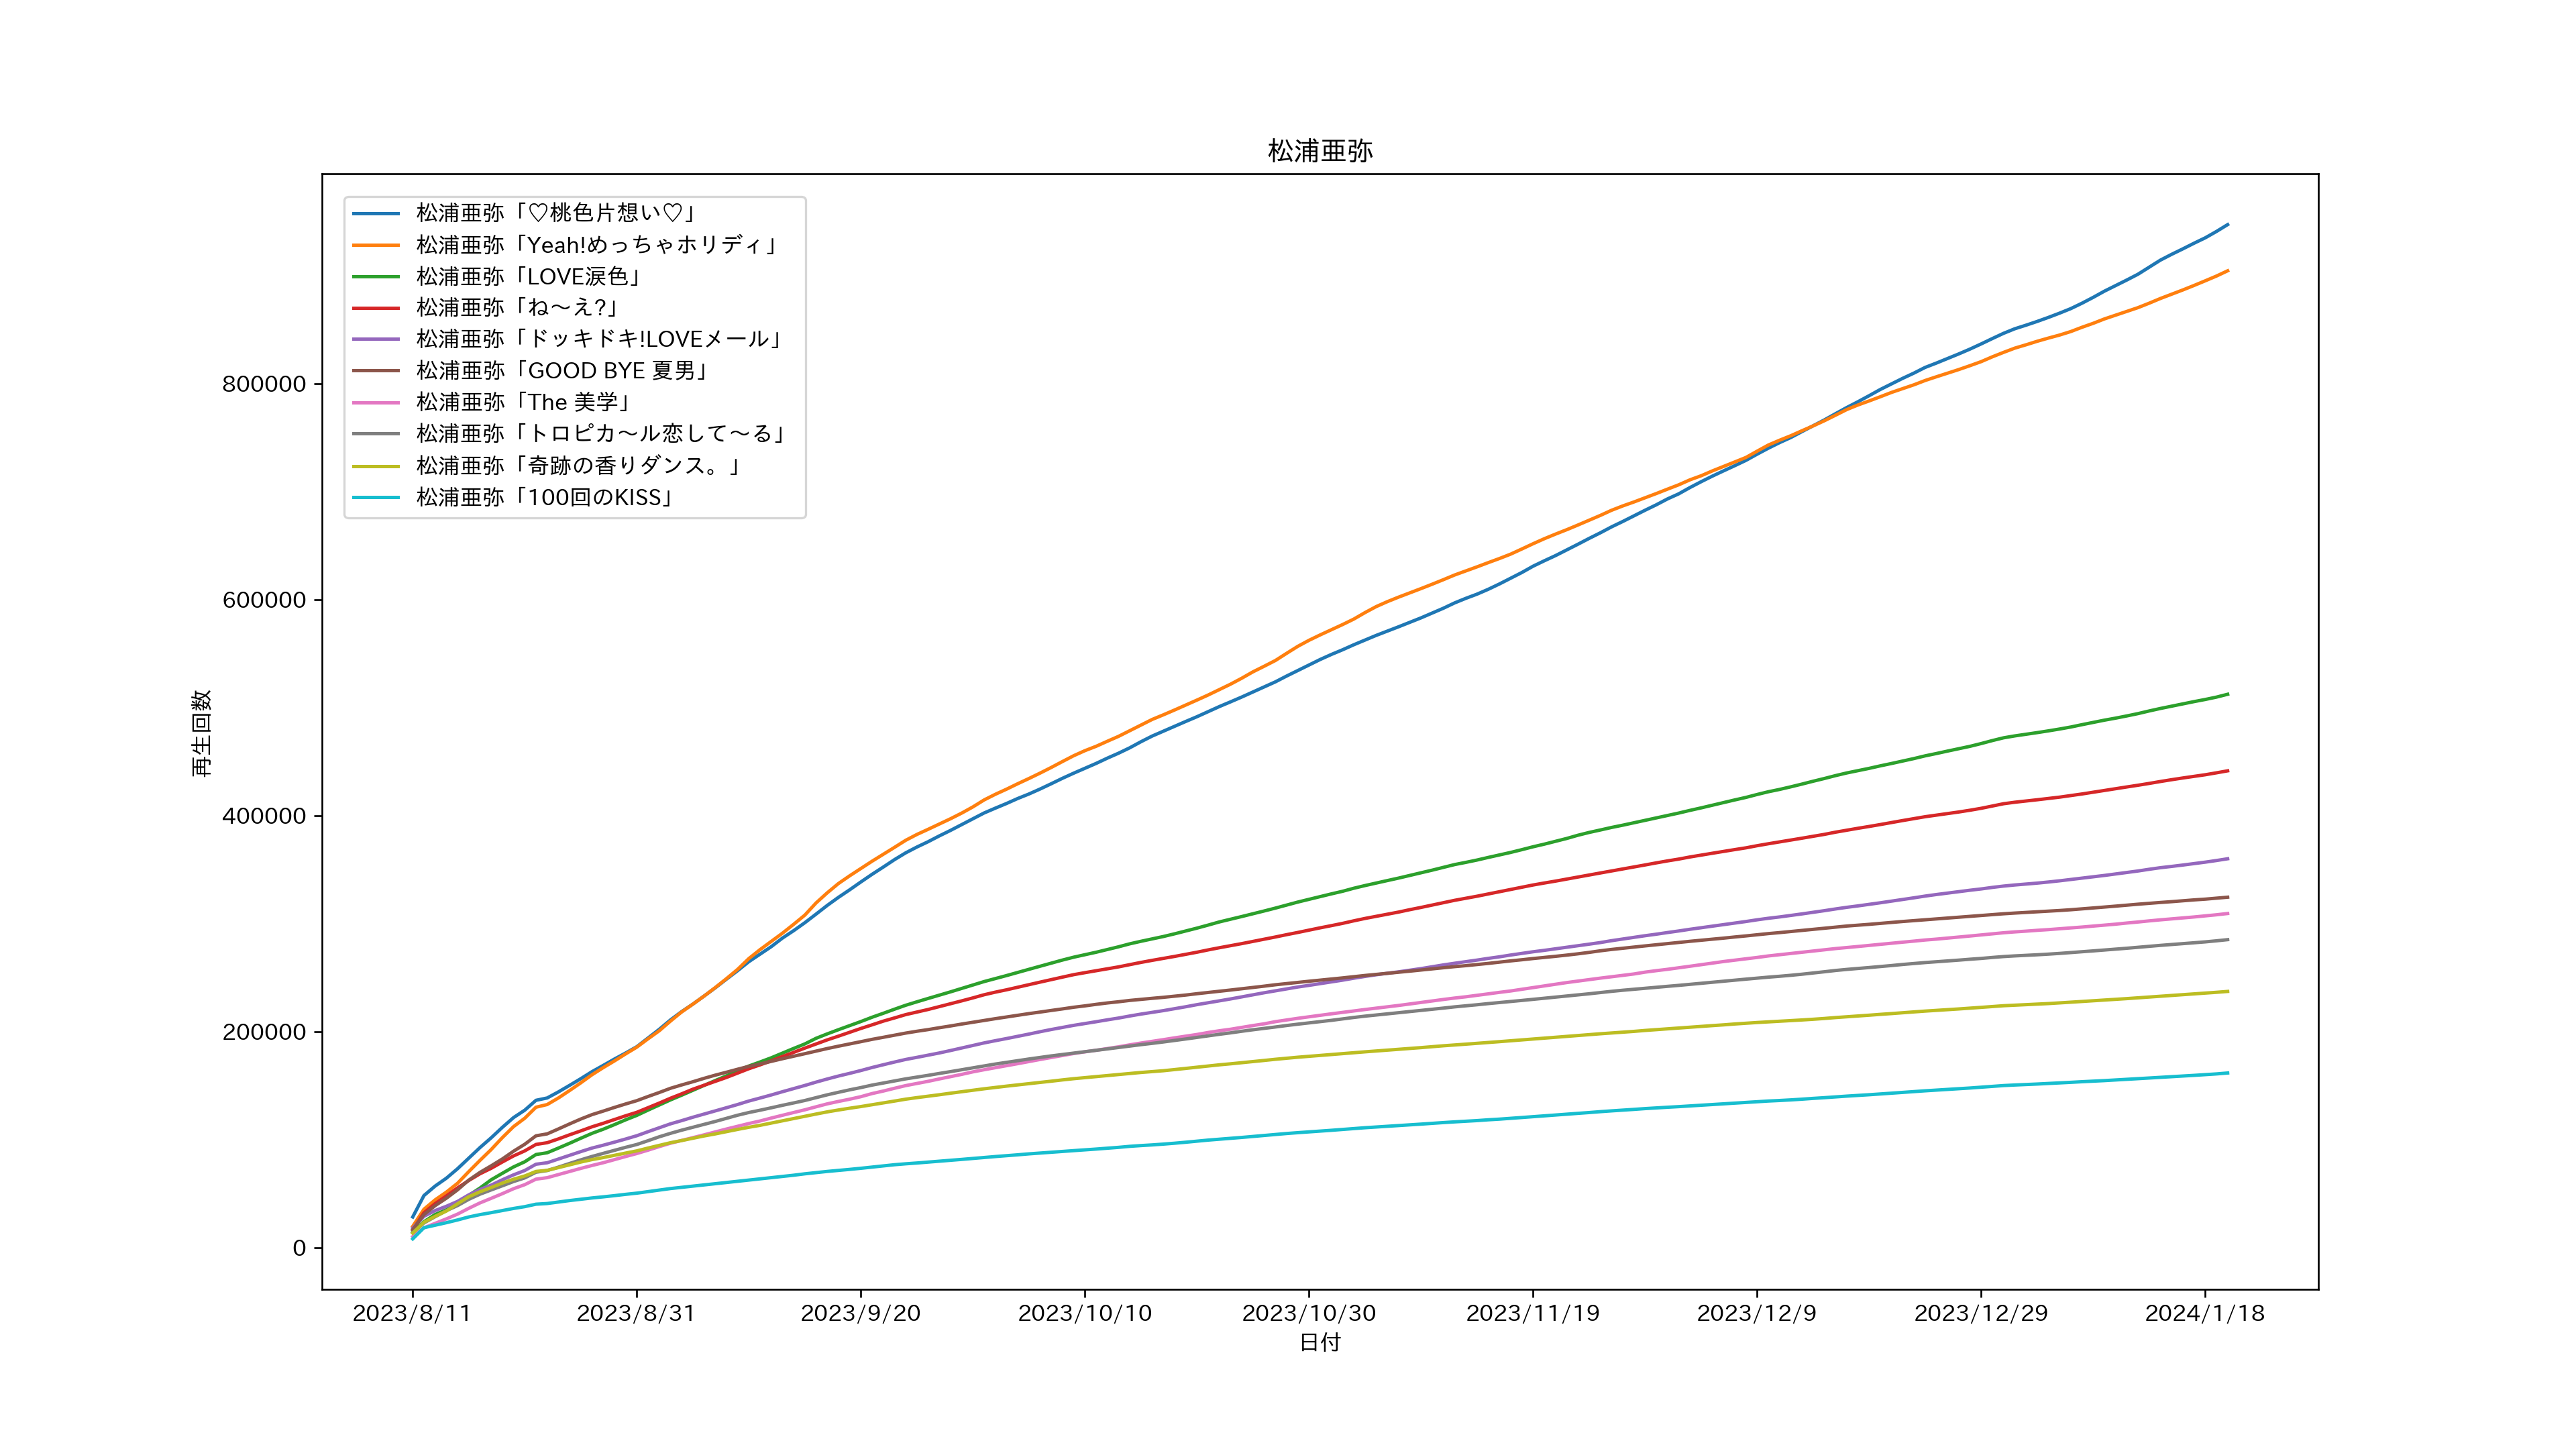 松浦亜弥
松浦亜弥「♡桃色片想い♡」
松浦亜弥「Yeah!めっちゃホリディ」
松浦亜弥「LOVE涙色」
松浦亜弥「ね～え?」
松浦亜弥「ドッキドキ!LOVEメール」
松浦亜弥「GOOD BYE 夏男」
松浦亜弥「The 美学」
松浦亜弥「トロピカ～ル恋して～る」
松浦亜弥「奇跡の香りダンス。」
松浦亜弥「100回のKISS」
再生回数
800000
600000
400000
200000
0
2023/8/11 2023/8/31 2023/9/20 2023/10/10 2023/10/30 2023/11/19 2023/12/9 2023/12/29 2024/1/18
日付